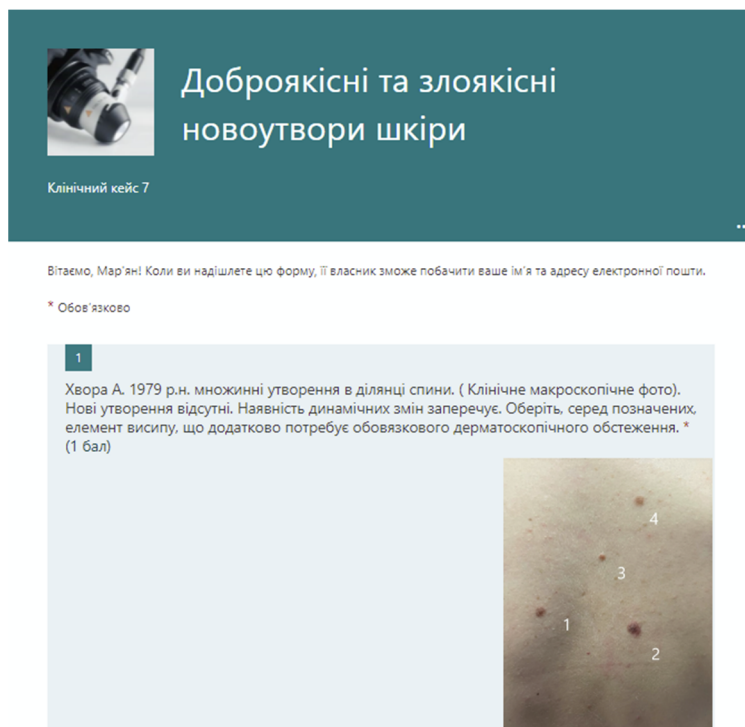 Доброякісні та злоякісні
новоутвори шкіри
Клінічний кейс 7
Вітаємо, Мар'ян! Коли ви надішлете цю форму, її власник зможе побачити ваше ім'я та адресу електронної пошти.
* Обов'язково
1
Хвора А. 1979 р.н. множинні утворення в ділянці спини. ( Клінічне макроскопічне фото).
Нові утворення відсутні. Наявність динамічних змін заперечує. Оберіть, серед позначених,
елемент висипу, що додатково потребує обовязкового дерматоскопічного обстеження. *
(1 бал)
4
3
1
2